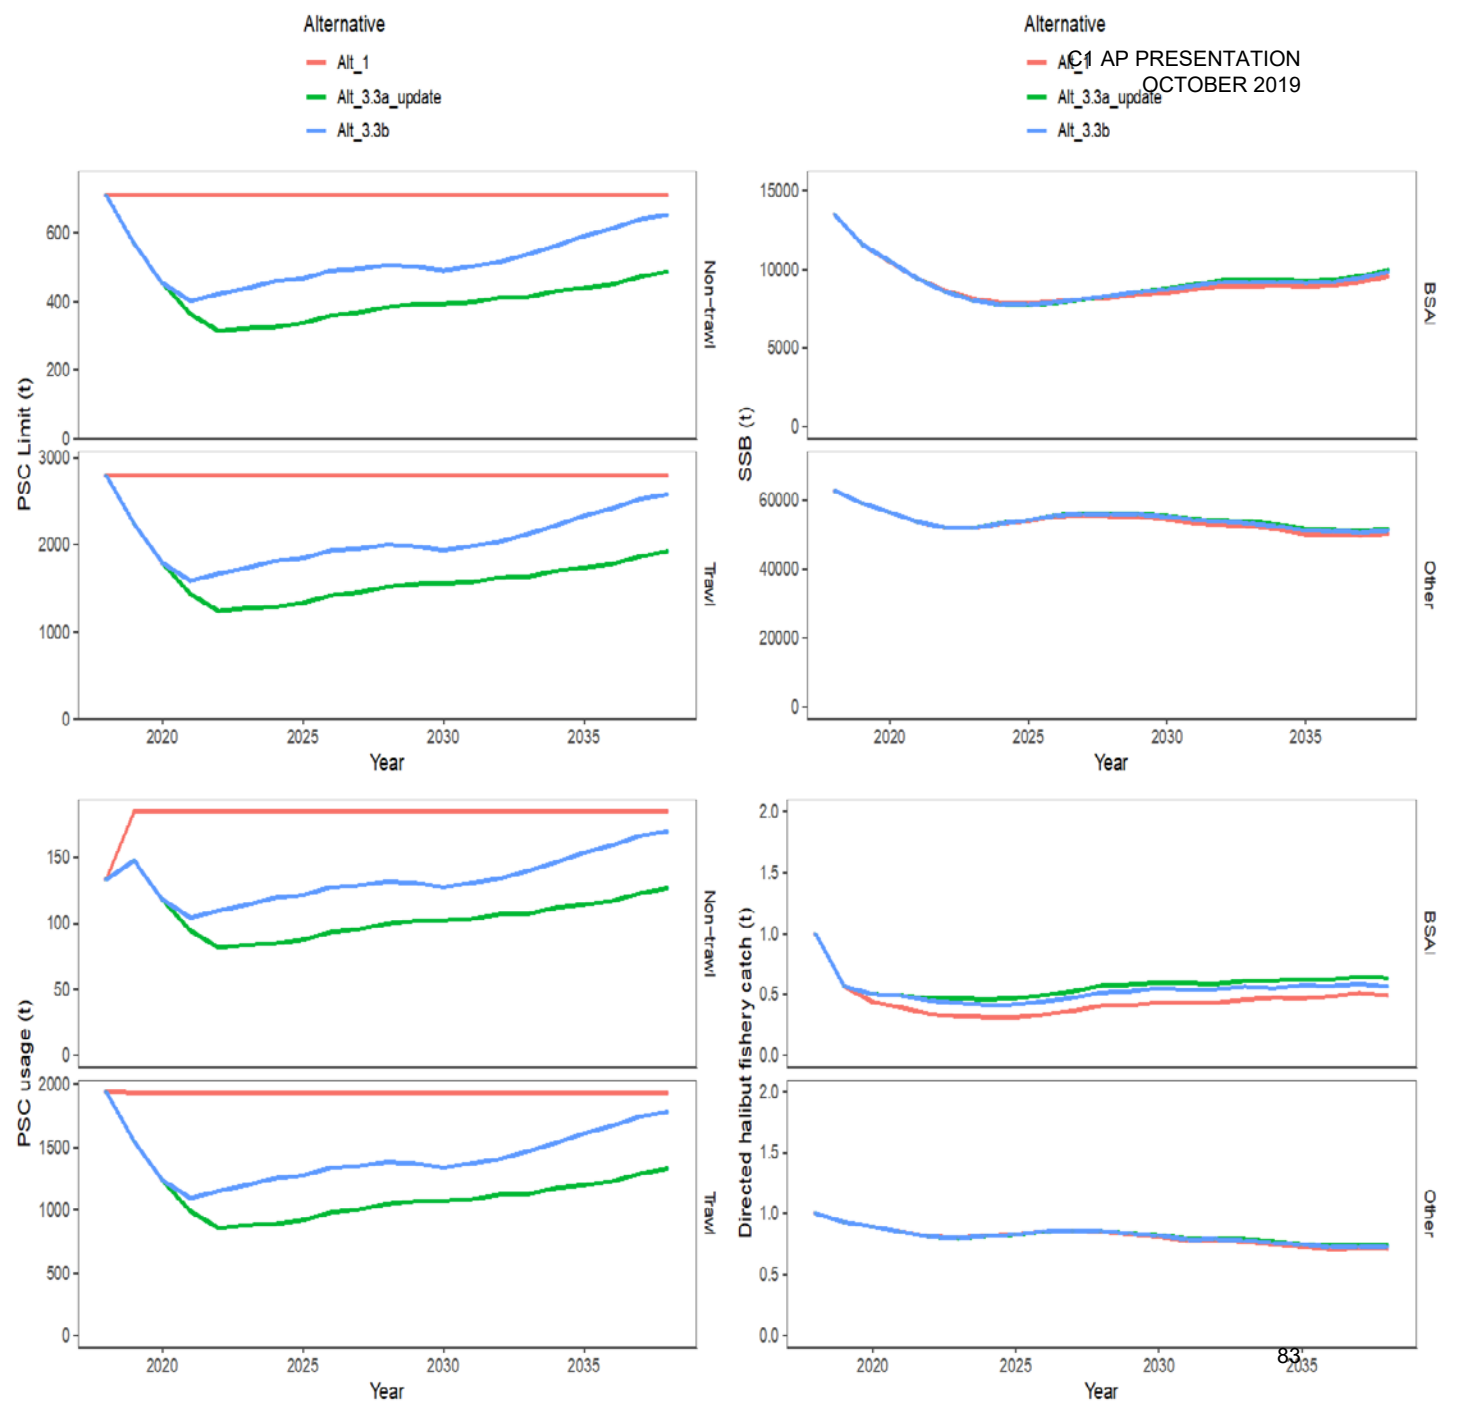 Alternative
Alt_1
Alt_3.3a_update
Alt_3.3b
Alternative
Alt_1
Alt_3.3a_update
Alt_3.3b
C1 AP PRESENTATION
OCTOBER 2019
PSC Limit (t)
600
400
200
0
Non-trawl
3000
2000
1000
0
Trawl
2020 2025 2030 2035
Year
SSB (t)
15000
10000
5000
0
BSAI
60000
40000
20000
0
Other
2020 2025 2030 2035
Year
PSC usage (t)
150
100
50
0
Non-trawl
2000
1500
1000
500
0
Trawl
2020 2025 2030 2035
Year
Directed halibut fishery catch (t)
2.0
1.5
1.0
0.5
0.0
BSAI
2.0
1.5
1.0
0.5
0.0
Other
2020 2025 2030 2035
Year
83